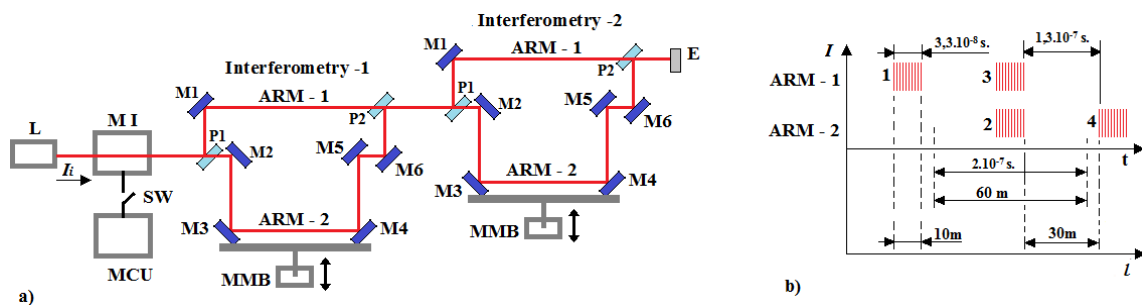 Interferometry -2
M1
ARM - 1
E
P2
Interferometry -1
P1
M2
M5
M6
M1
ARM - 1
P2
L
M I
P1
M2
M5
M6
Ii
SW
M3
ARM - 2
M4
M3
ARM - 2
M4
MMB
MCU
MMB
a)
I
3,3.10-8 s.
1,3.10-7 s.
ARM - 1
1
3
ARM - 2
2
4
t
2.10-7 s.
60 m
10m
30m
l
b)